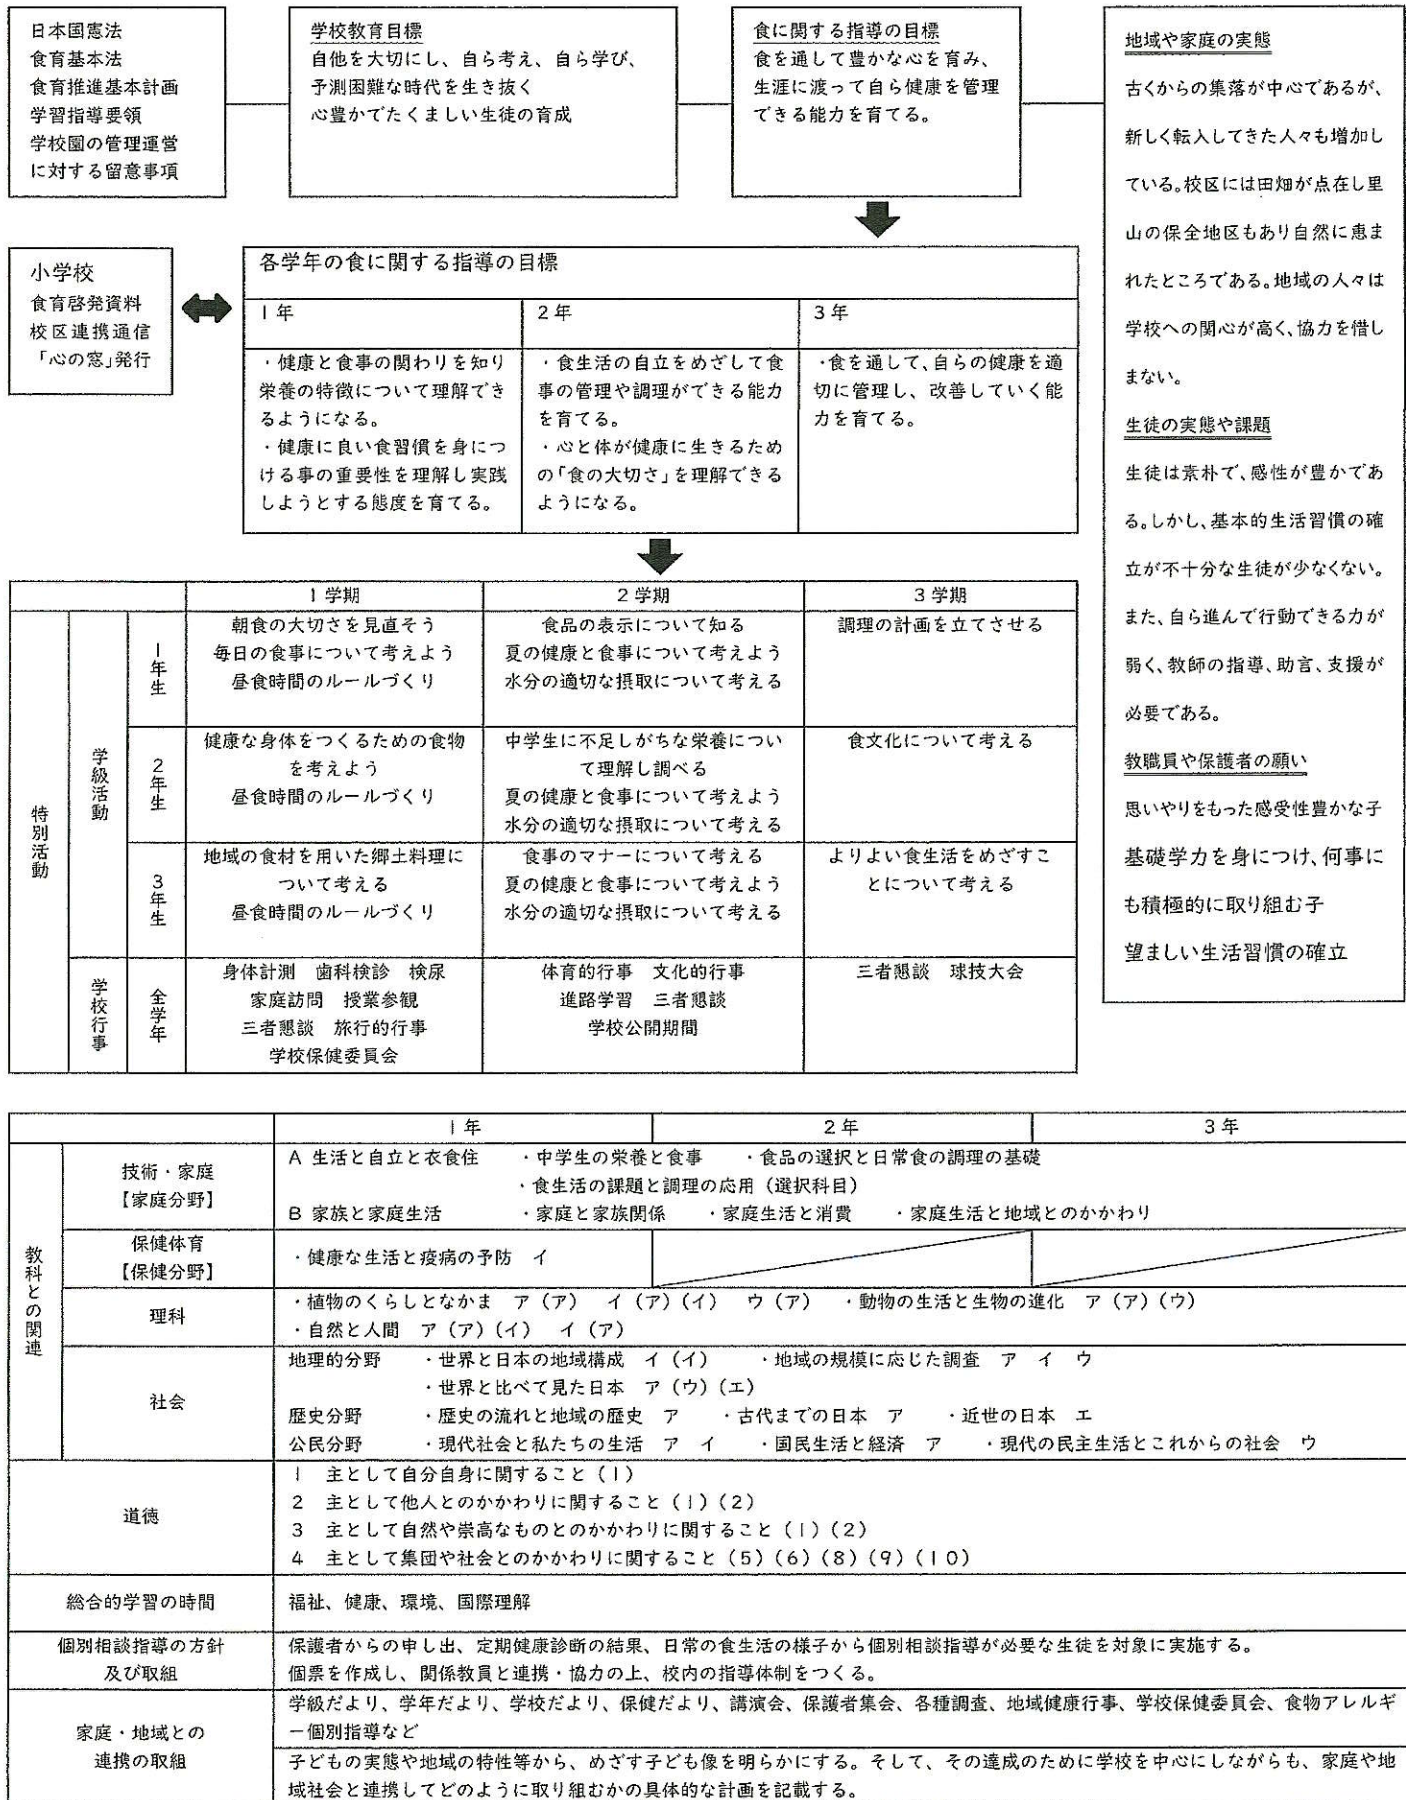 日本国憲法
食育基本法
食育推進基本計画
学習指導要領
学校園の管理運営
に対する留意事項
学校教育目標
自他を大切にし、自ら考え、自ら学び、
予測困難な時代を生き抜く
心豊かでたくましい生徒の育成
食に関する指導の目標
食を通して豊かな心を育み、
生涯に渡って自ら健康を管理
できる能力を育てる。
地域や家庭の実態
古くからの集落が中心であるが、
新しく転入してきた人々も増加し
ている。校区には田畑が点在し里
山の保全地区もあり自然に恵ま
れたところである。地域の人々は
学校への関心が高く、協力を惜し
まない。
生徒の実態や課題
生徒は素朴で、感性が豊かであ
る。しかし、基本的生活習慣の確
立が不十分な生徒が少なくない。
また、自ら進んで行動できる力が
弱く、教師の指導、助言、支援が
必要である。
教職員や保護者の願い
思いやりをもった感受性豊かな子
基礎学力を身につけ、何事に
も積極的に取り組む子
望ましい生活習慣の確立
小学校
食育啓発資料
校区連携通信
「心の窓」発行
各学年の食に関する指導の目標
1年
2年
3年
・健康と食事の関わりを知り
栄養の特徴について理解でき
るようになる。
・健康に良い食習慣を身につ
ける事の重要性を理解し実践
しようとする態度を育てる。
・食生活の自立をめざして食
事の管理や調理ができる能力
を育てる。
・心と体が健康に生きるため
の「食の大切さ」を理解できる
ようになる。
・食を通して、自らの健康を適
切に管理し、改善していく能
力を育てる。
1学期
2学期
3学期
特別活動
学級活動
1年生
朝食の大切さを見直そう
毎日の食事について考えよう
昼食時間のルールづくり
食品の表示について知る
夏の健康と食事について考えよう
水分の適切な摂取について考える
調理の計画を立てさせる
2年生
健康な身体をつくるための食物
を考えよう
昼食時間のルールづくり
中学生に不足しがちな栄養につい
て理解し調べる
夏の健康と食事について考えよう
水分の適切な摂取について考える
食文化について考える
3年生
地域の食材を用いた郷土料理に
ついて考える
昼食時間のルールづくり
食事のマナーについて考える
夏の健康と食事について考えよう
水分の適切な摂取について考える
よりよい食生活をめざすこ
とについて考える
学校行事
全学年
身体計測 歯科検診 検尿
家庭訪問 授業参観
三者懇談 旅行的行事
学校保健委員会
体育的行事 文化的行事
進路学習 三者懇談
学校公開期間
三者懇談 球技大会
1年
2年
3年
教科との関連
技術・家庭
【家庭分野】
A 生活と自立と衣食住 ・中学生の栄養と食事 ・食品の選択と日常食の調理の基礎
・食生活の課題と調理の応用（選択科目）
B 家族と家庭生活 ・家庭と家族関係 ・家庭生活と消費 ・家庭生活と地域とのかかわり
保健体育
【保健分野】
・健康な生活と疫病の予防 イ
理科
・植物のくらしとなかま ア（ア） イ（ア）（イ） ウ（ア） ・動物の生活と生物の進化 ア（ア）（ウ）
・自然と人間 ア（ア）（イ） イ（ア）
社会
地理的分野 ・世界と日本の地域構成 イ（イ） ・地域の規模に応じた調査 ア イ ウ
・世界と比べて見た日本 ア（ウ）（エ）
歴史分野 ・歴史の流れと地域の歴史 ア ・古代までの日本 ア ・近世の日本 エ
公民分野 ・現代社会と私たちの生活 ア イ ・国民生活と経済 ア ・現代の民主生活とこれからの社会 ウ
道徳
1 主として自分自身に関すること（1）
2 主として他人とのかかわりに関すること（1）（2）
3 主として自然や崇高なものとのかかわりに関すること（1）（2）
4 主として集団や社会とのかかわりに関すること（5）（6）（8）（9）（10）
総合的学習の時間
福祉、健康、環境、国際理解
個別相談指導の方針
及び取組
保護者からの申し出、定期健康診断の結果、日常の食生活の様子から個別相談指導が必要な生徒を対象に実施する。
個票を作成し、関係教員と連携・協力の上、校内の指導体制をつくる。
家庭・地域との
連携の取組
学級だより、学年だより、学校だより、保健だより、講演会、保護者集会、各種調査、地域健康行事、学校保健委員会、食物アレルギ
ー個別指導など
子どもの実態や地域の特性等から、めざす子ども像を明らかにする。そして、その達成のために学校を中心にしながらも、家庭や地
域社会と連携してどのように取り組むかの具体的な計画を記載する。